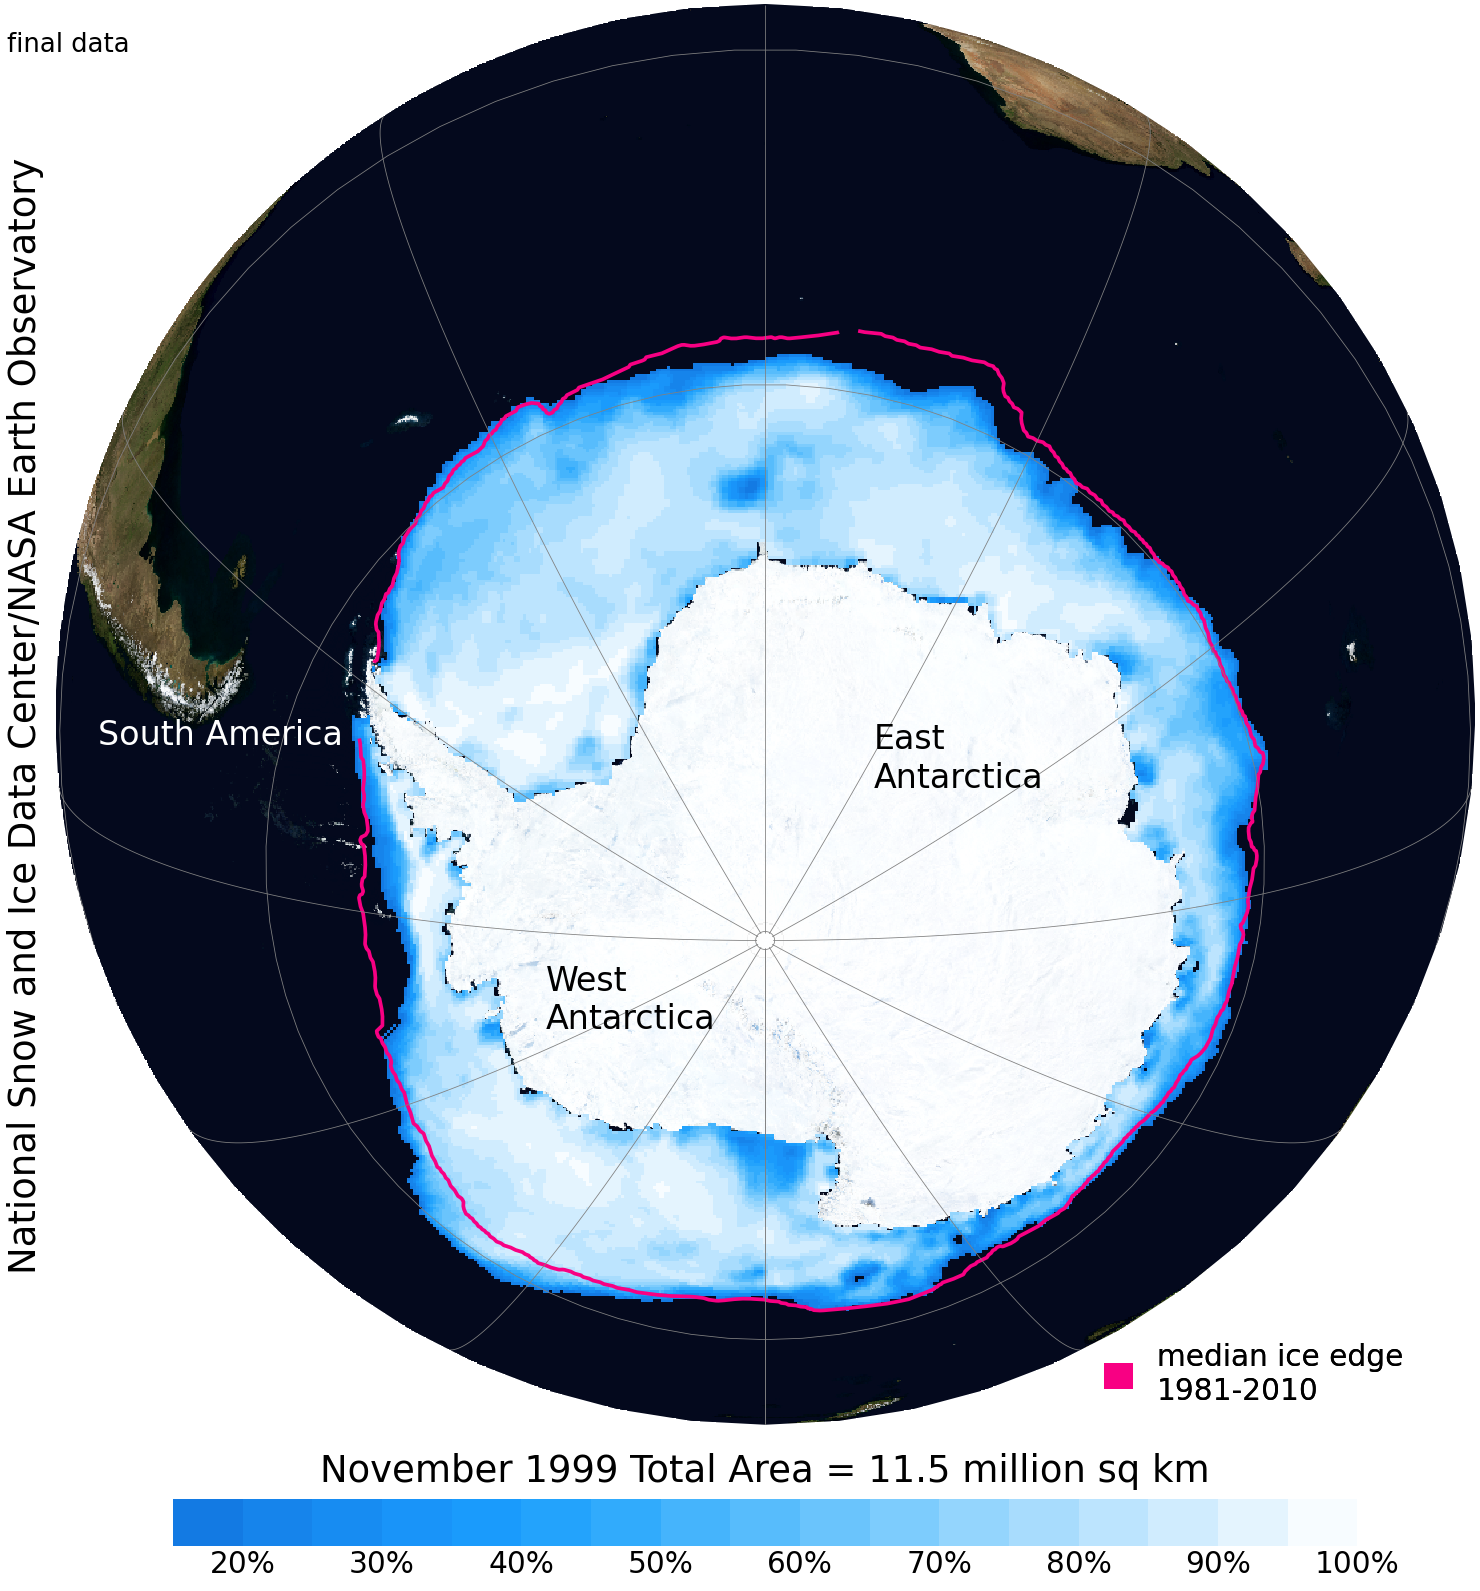 final data
National Snow and Ice Data Center/NASA Earth Observatory
South America
East
Antarctica
West
Antarctica
median ice edge
1981-2010
November 1999 Total Area = 11.5 million sq km
20% 30% 40% 50% 60% 70% 80% 90% 100%